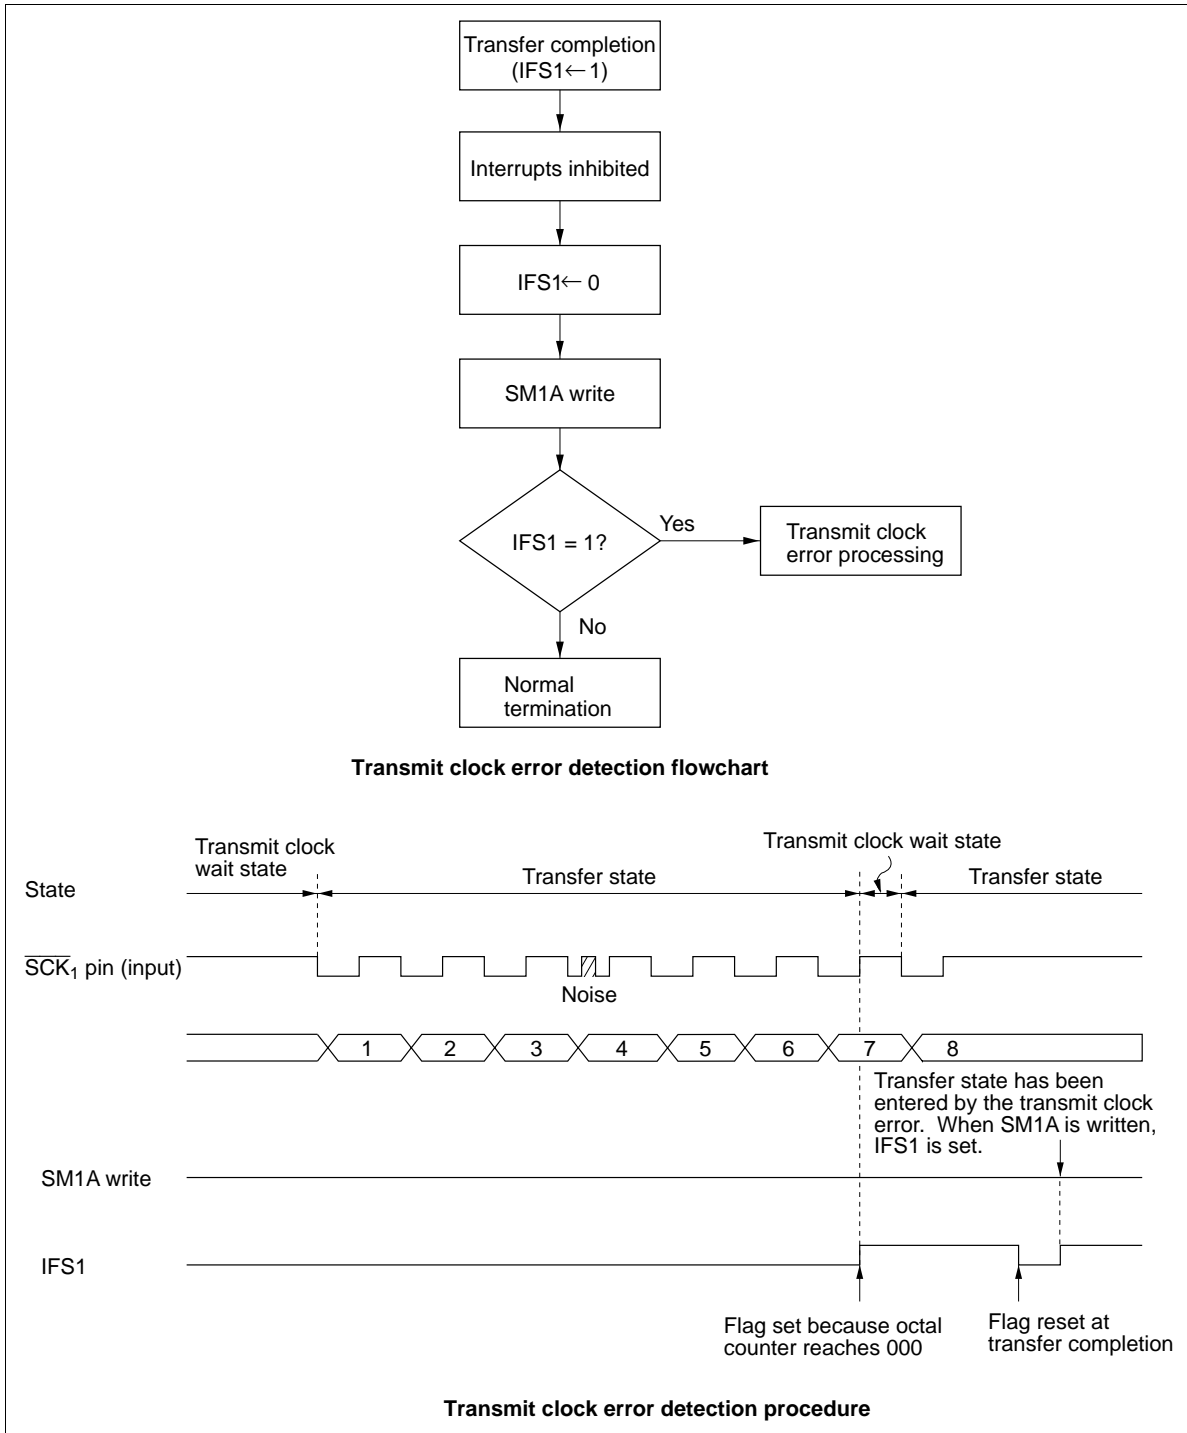 Transfer completion
(IFS1← 1)
Interrupts inhibited
IFS1← 0
SM1A write
IFS1 = 1?
Yes
Transmit clock
error processing
No
Normal
termination
Transmit clock error detection flowchart
Transmit clock
wait state
Transmit clock wait state
State
Transfer state
Transfer state
SCK1 pin (input)
Noise
1 2 3 4 5 6 7 8
Transfer state has been
entered by the transmit clock
error. When SM1A is written,
IFS1 is set.
SM1A write
IFS1
Flag set because octal
counter reaches 000
Flag reset at
transfer completion
Transmit clock error detection procedure